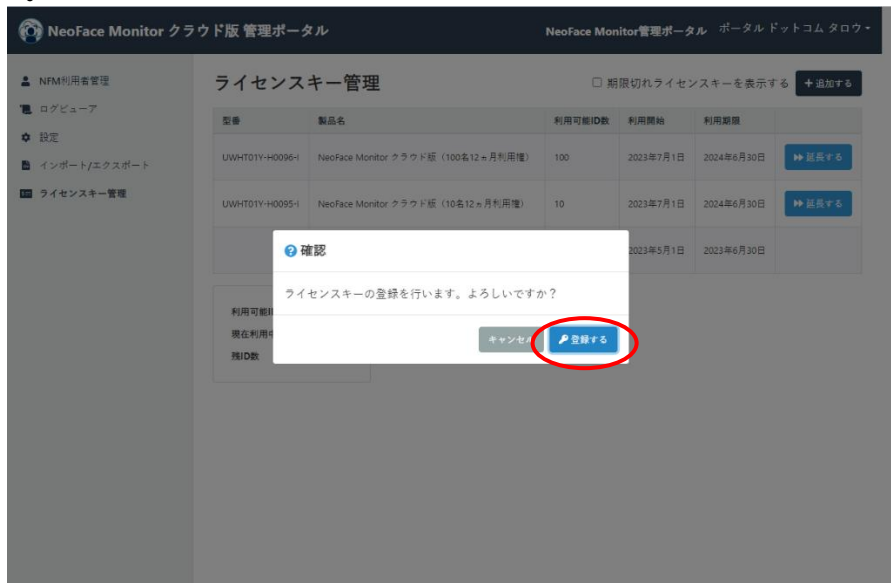 NeoFace Monitor クラウド版 管理ポータル
NeoFace Monitor管理ポータル ポータル ドットコム タロウ
NFM利用者管理
ログビューア
設定
インポート/エクスポート
ライセンスキー管理
ライセンスキー管理
期限切れライセンスキーを表示する
+追加する
型番 製品名 利用可能ID数 利用開始 利用期限
UWHT01Y-H0096-I NeoFace Monitor クラウド版（100名12ヵ月利用権） 100 2023年7月1日 2024年6月30日 延長する
UWHT01Y-H0095-I NeoFace Monitor クラウド版（10名12ヵ月利用権） 10 2023年7月1日 2024年6月30日 延長する
2023年5月1日 2023年6月30日
確認
ライセンスキーの登録を行います。よろしいですか？
キャンセル 登録する
利用可能
現在利用中
残ID数